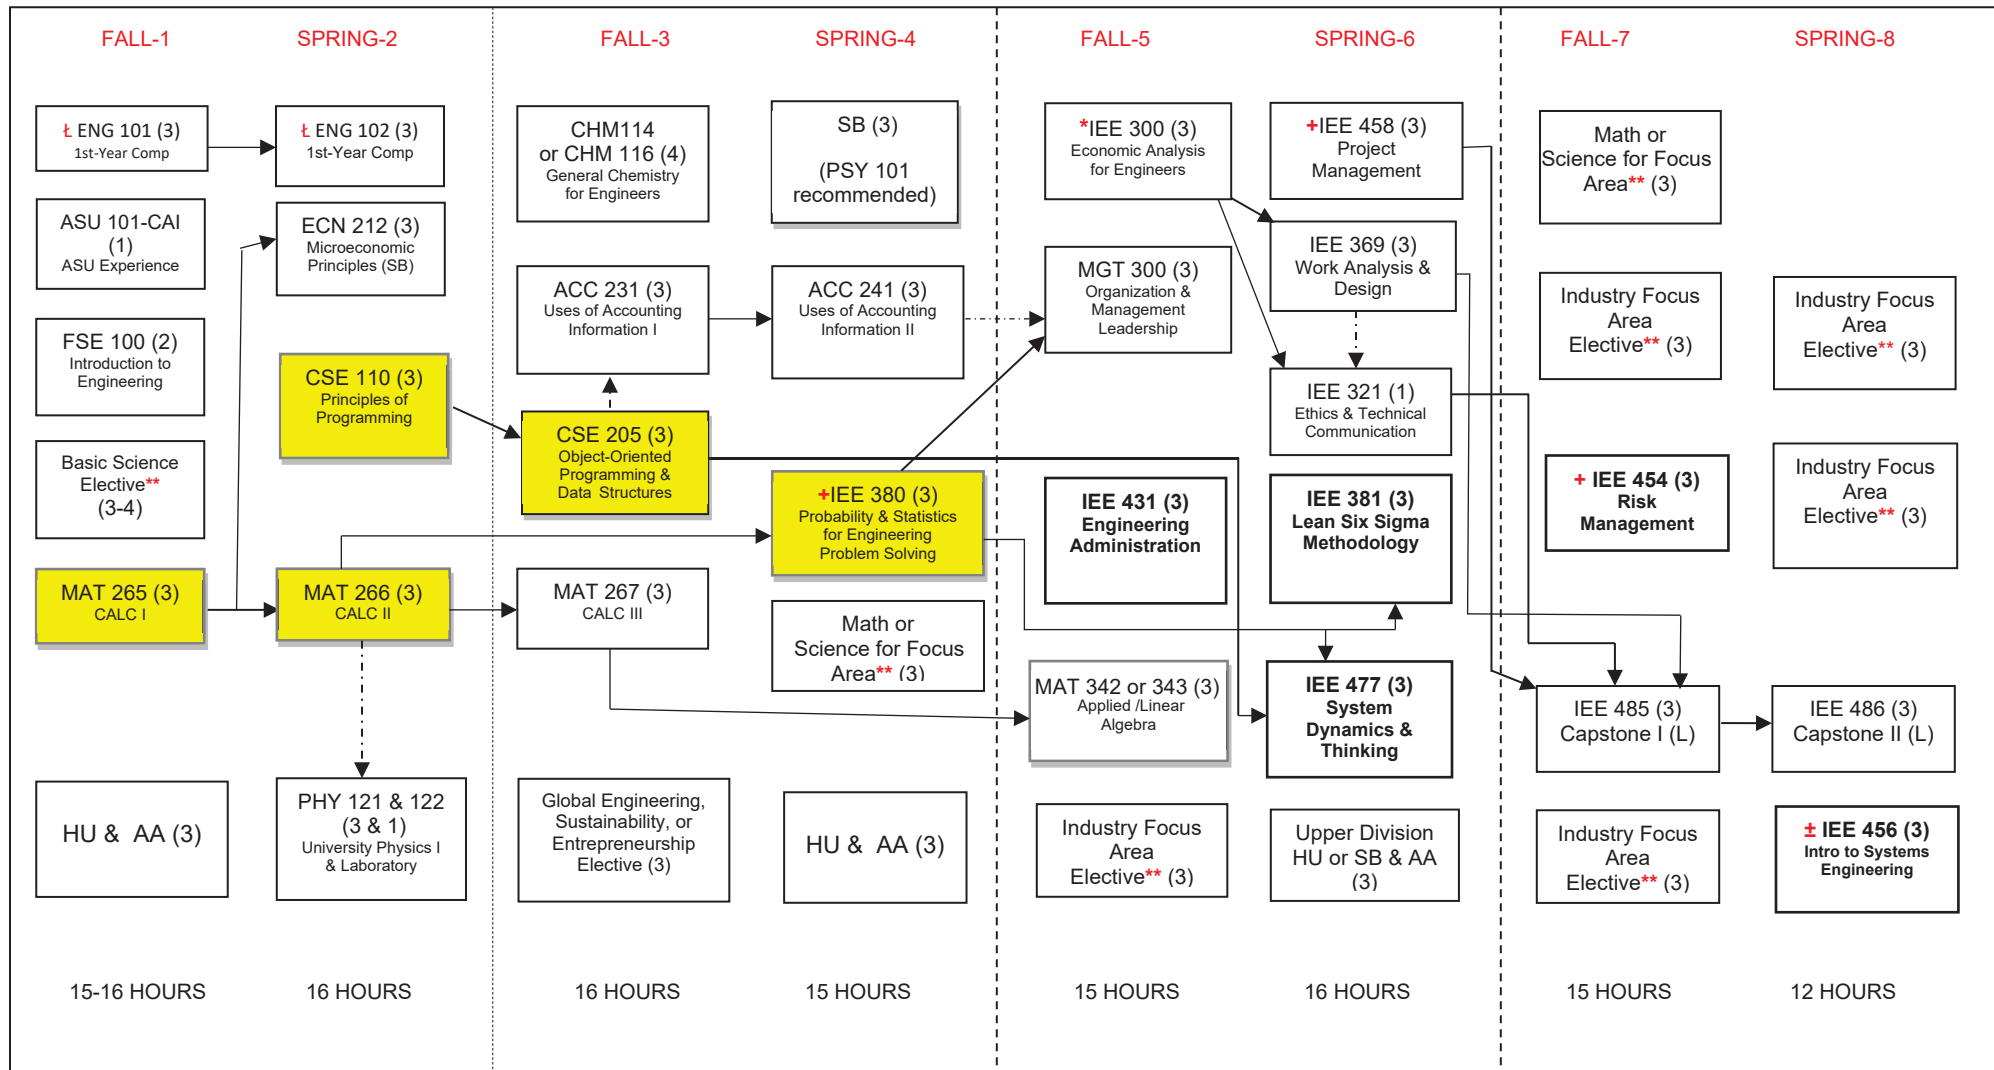 FALL-1
SPRING-2
FALL-3
SPRING-4
FALL-5
SPRING-6
FALL-7
SPRING-8
Ł ENG 101 (3)
1st-Year Comp
ASU 101-CAI
(1)
ASU Experience
FSE 100 (2)
Introduction to
Engineering
Basic Science
Elective**
(3-4)
MAT 265 (3)
CALC I
HU & AA (3)
15-16 HOURS
Ł ENG 102 (3)
1st-Year Comp
ECN 212 (3)
Microeconomic
Principles (SB)
CSE 110 (3)
Principles of
Programming
MAT 266 (3)
CALC II
PHY 121 & 122
(3 & 1)
University Physics I
& Laboratory
16 HOURS
CHM114
or CHM 116 (4)
General Chemistry
for Engineers
ACC 231 (3)
Uses of Accounting
Information I
CSE 205 (3)
Object-Oriented
Programming &
Data Structures
MAT 267 (3)
CALC III
Global Engineering,
Sustainability, or
Entrepreneurship
Elective (3)
16 HOURS
SB (3)
(PSY 101
recommended)
ACC 241 (3)
Uses of Accounting
Information II
+IEE 380 (3)
Probability & Statistics
for Engineering
Problem Solving
Math or
Science for Focus
Area** (3)
HU & AA (3)
15 HOURS
*IEE 300 (3)
Economic Analysis
for Engineers
MGT 300 (3)
Organization &
Management
Leadership
IEE 431 (3)
Engineering
Administration
MAT 342 or 343 (3)
Applied /Linear
Algebra
Industry Focus
Area
Elective** (3)
15 HOURS
+IEE 458 (3)
Project
Management
IEE 369 (3)
Work Analysis &
Design
IEE 321 (1)
Ethics & Technical
Communication
IEE 381 (3)
Lean Six Sigma
Methodology
IEE 477 (3)
System
Dynamics &
Thinking
Upper Division
HU or SB & AA
(3)
16 HOURS
Math or
Science for Focus
Area** (3)
Industry Focus
Area
Elective** (3)
+ IEE 454 (3)
Risk
Management
IEE 485 (3)
Capstone I (L)
Industry Focus
Area
Elective** (3)
15 HOURS
Industry Focus
Area
Elective** (3)
Industry Focus
Area
Elective** (3)
IEE 486 (3)
Capstone II (L)
± IEE 456 (3)
Intro to Systems
Engineering
12 HOURS